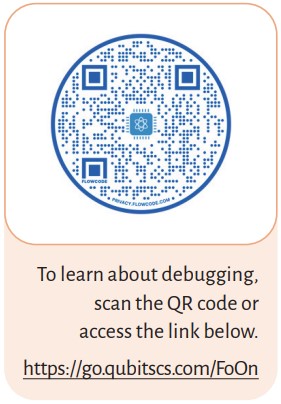 FLOWCODE
PRIVACY.FLOWCODE.COM
To learn about debugging,
scan the QR code or
access the link below.
https://go.qubitscs.com/FoOn